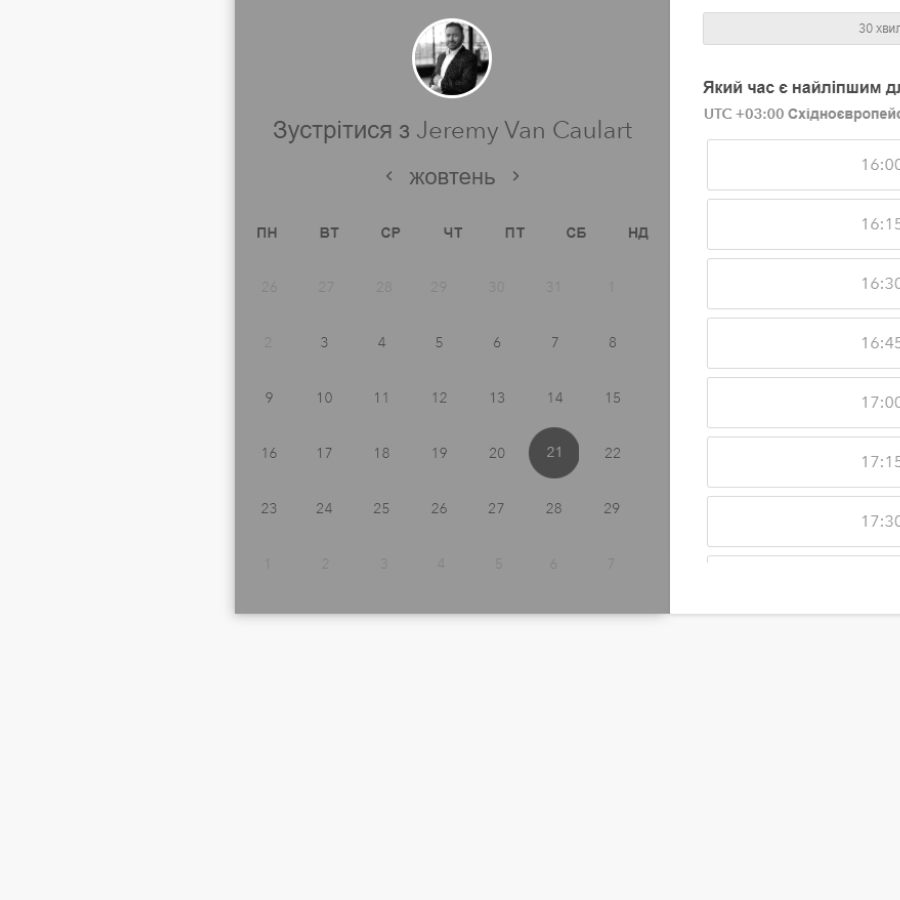 Зустрітися з Jeremy Van Caulart
жовтень
ПН ВТ СР ЧТ ПТ СБ НД
26 27 28 29 30 31 1
2 3 4 5 6 7 8
9 10 11 12 13 14 15
16 17 18 19 20 21 22
23 24 25 26 27 28 29
1 2 3 4 5 6 7
30 хвил
Який час є найліпшим дл
UTC +03:00 Східноєвропейс
16:00
16:15
16:30
16:45
17:00
17:15
17:30